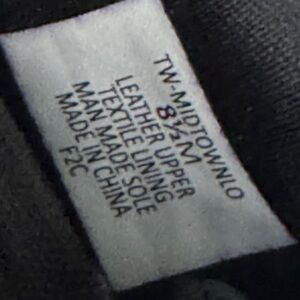 TW-MIDTOWNLO
8½M
LEATHER UPPER
TEXTILE LINING
MAN MADE SOLE
MADE IN CHINA
F2C